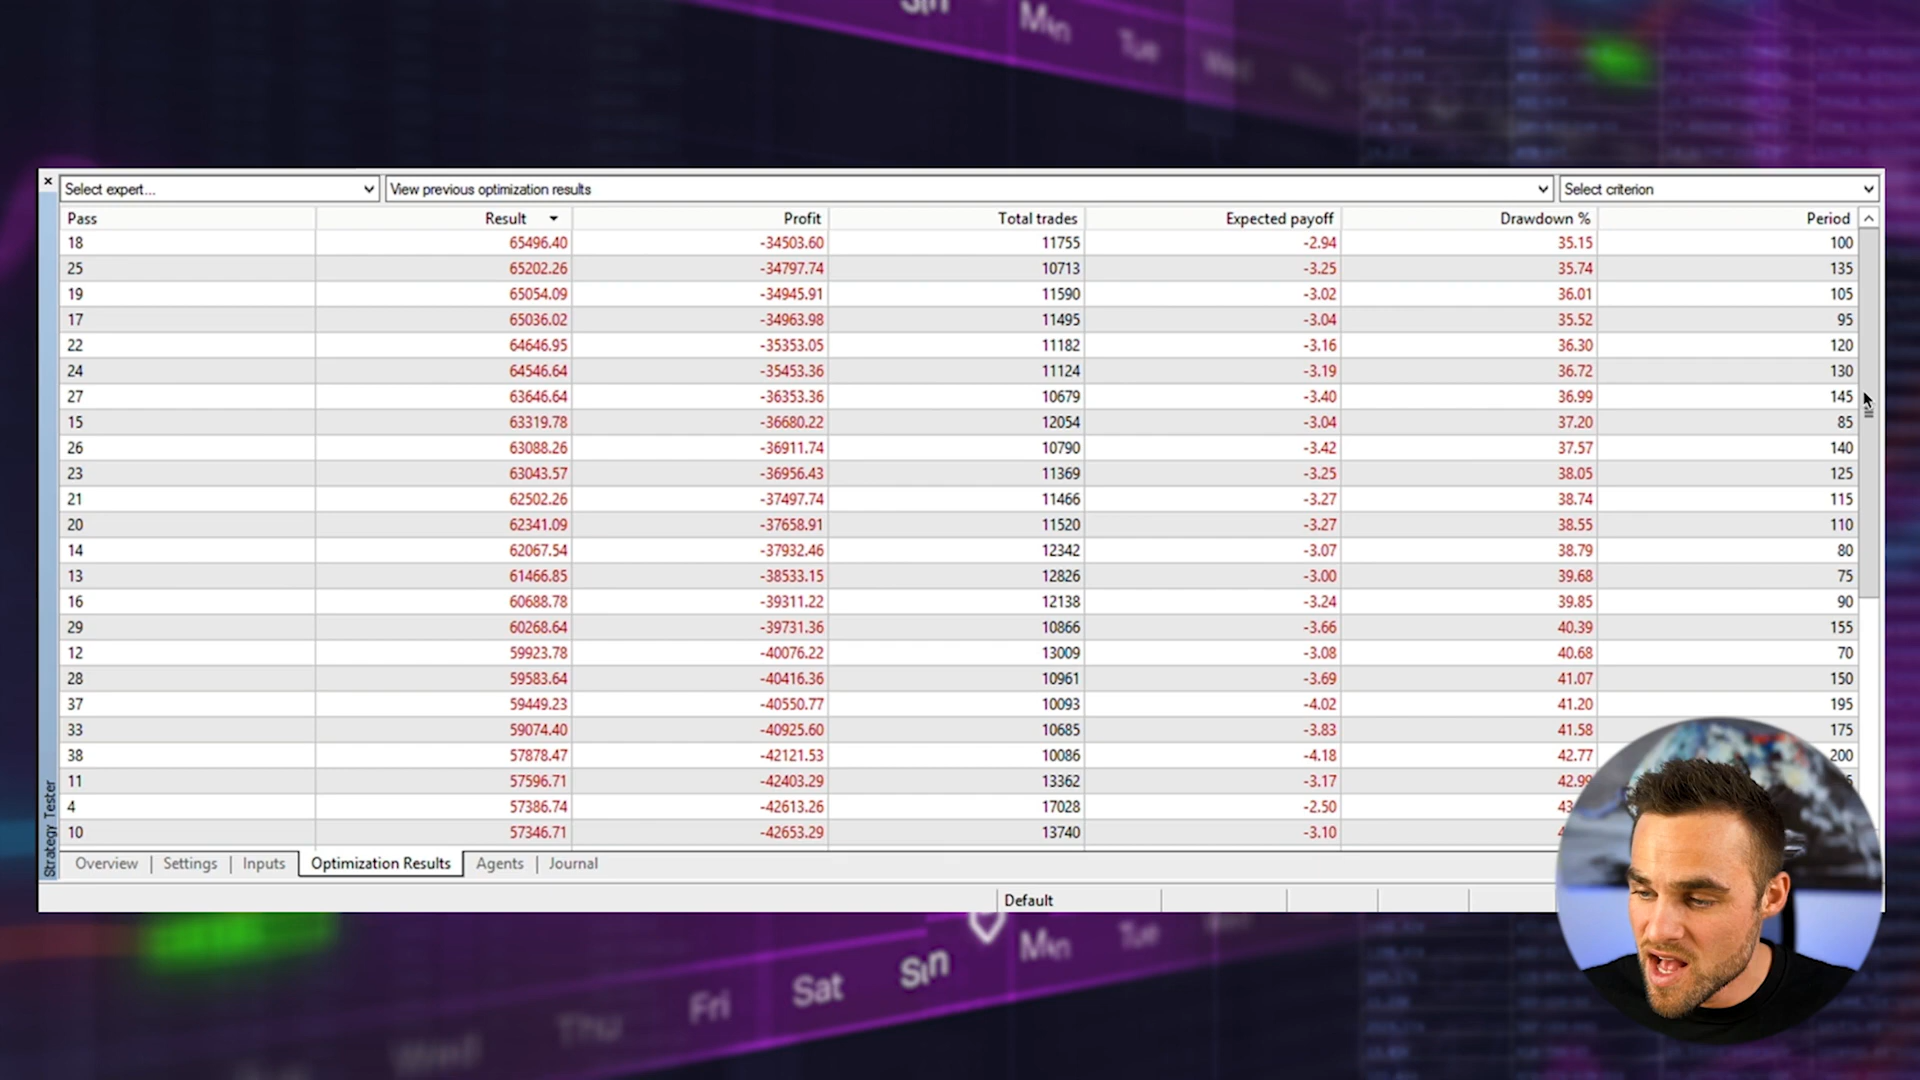 Sin
M 
Tue
Wed
Thu
Select expert...
View previous optimization results
Select criterion
Pass Result Profit Total trades Expected payoff Drawdown % Period
18 65496.40 -34503.60 11755 -2.94 35.15 100
25 65202.26 -34797.74 10713 -3.25 35.74 135
19 65054.09 -34945.91 11590 -3.02 36.01 105
17 65036.02 -34963.98 11495 -3.04 35.52 95
22 64646.95 -35353.05 11182 -3.16 36.30 120
24 64546.64 -35453.36 11124 -3.19 36.72 130
27 63646.64 -36353.36 10679 -3.40 36.99 145
15 63319.78 -36680.22 12054 -3.04 37.20 85
26 63088.26 -36911.74 10790 -3.42 37.57 140
23 63043.57 -36956.43 11369 -3.25 38.05 125
21 62502.26 -37497.74 11466 -3.27 38.74 115
20 62341.09 -37658.91 11520 -3.27 38.55 110
14 62067.54 -37932.46 12342 -3.07 38.79 80
13 61466.85 -38533.15 12826 -3.00 39.68 75
16 60688.78 -39311.22 12138 -3.24 39.85 90
29 60268.64 -39731.36 10866 -3.66 40.39 155
12 59923.78 -40076.22 13009 -3.08 40.68 70
28 59583.64 -40416.36 10961 -3.69 41.07 150
37 59449.23 -40550.77 10093 -4.02 41.20 195
33 59074.40 -40925.60 10685 -3.83 41.58 175
38 57878.47 -42121.53 10086 -4.18 42.77 200
11 57596.71 -42403.29 13362 -3.17 42.99
4 57386.74 -42613.26 17028 -2.50 43
10 57346.71 -42653.29 13740 -3.10
Strategy Tester
Overview Settings Inputs Optimization Results Agents Journal
Default
Wed
Thu
Fri
Sat
Sin
Tue